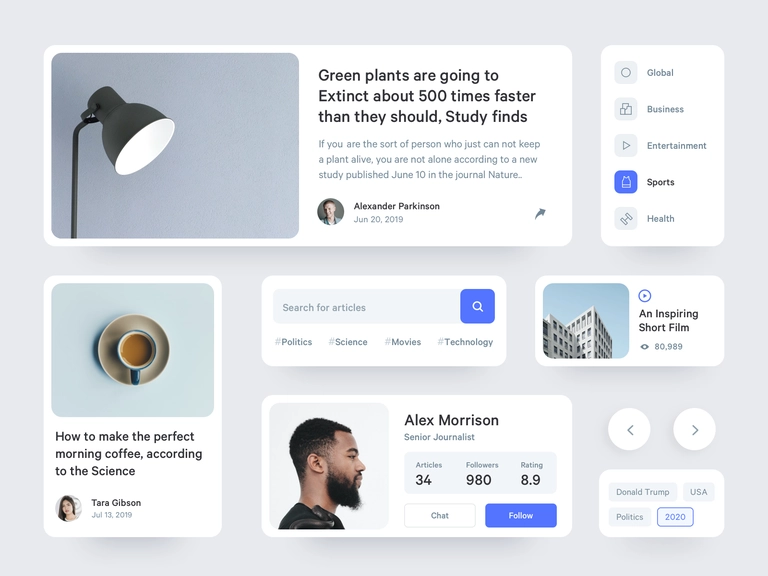 Green plants are going to
Extinct about 500 times faster
than they should, Study finds
If you are the sort of person who just can not keep
a plant alive, you are not alone according to a new
study published June 10 in the journal Nature..
Alexander Parkinson
Jun 20, 2019
Global
Business
Entertainment
Sports
Health
How to make the perfect
morning coffee, according
to the Science
Tara Gibson
Jul 13, 2019
Search for articles
#Politics #Science #Movies #Technology
An Inspiring
Short Film
80,989
Alex Morrison
Senior Journalist
Articles Followers Rating
34 980 8.9
Chat Follow
Donald Trump USA
Politics 2020